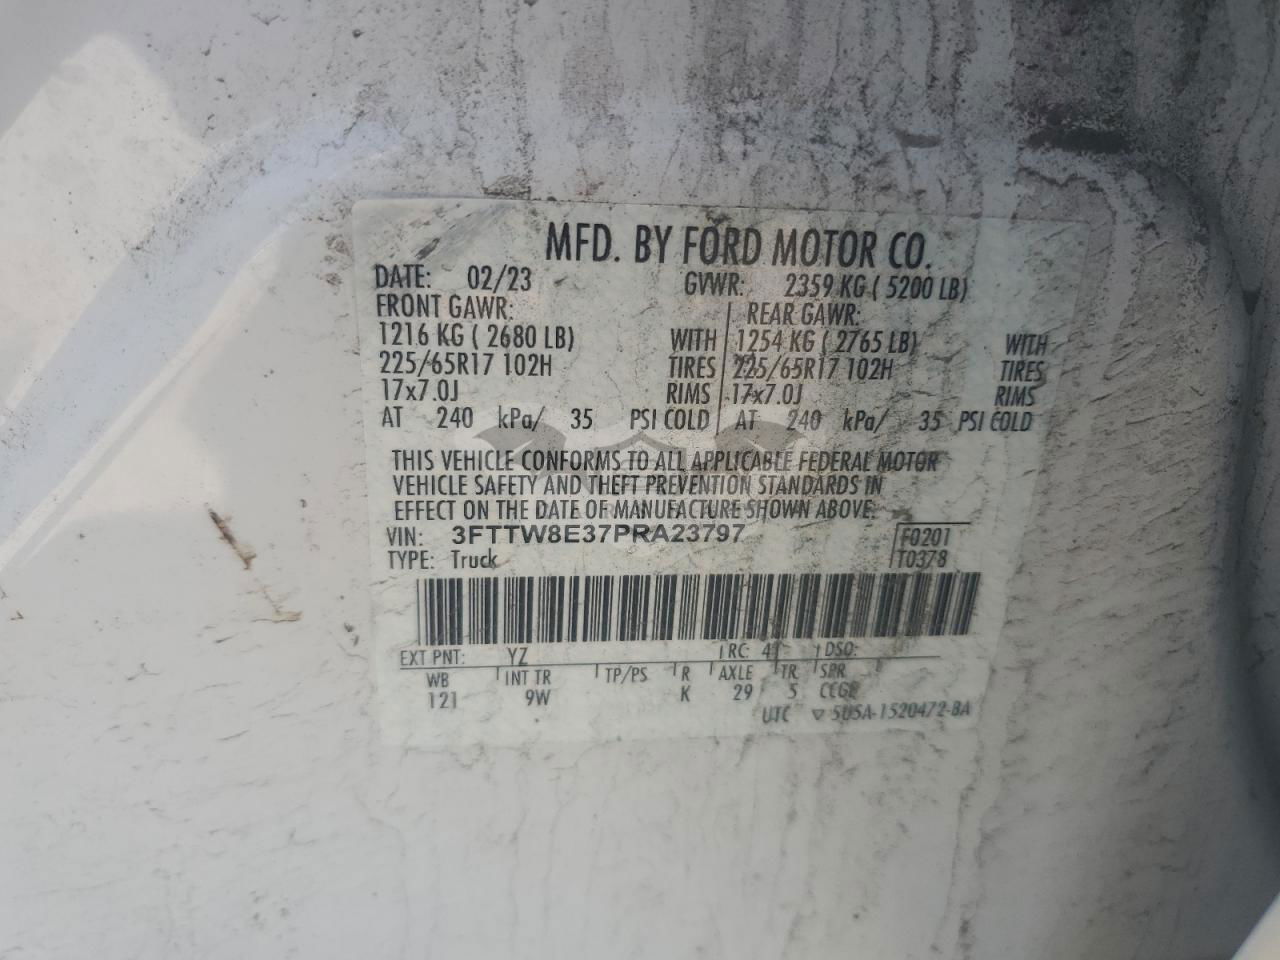 MFD. BY FORD MOTOR CO.
DATE: 02/23 GVWR: 2359 KG ( 5200 LB)
FRONT GAWR: REAR GAWR:
1216 KG ( 2680 LB) WITH 1254 KG ( 2765 LB) WITH
225/65R17 102H TIRES 225/65R17 102H TIRES
17x7.0J RIMS 17x7.0J RIMS
AT 240 kPa/ 35 PSI COLD AT 240 kPa/ 35 PSI COLD
THIS VEHICLE CONFORMS TO ALL APPLICABLE FEDERAL MOTOR
VEHICLE SAFETY AND THEFT PREVENTION STANDARDS IN
EFFECT ON THE DATE OF MANUFACTURE SHOWN ABOVE.
VIN: 3FTTW8E37PRA23797 F0201
TYPE: Truck T0378
EXT PNT: YZ RC: 45 DSO:
WB INT TR TP/PS R AXLE TR SPR
121 9W K 29 5 CEGE
UTC ▽ 5U5A-1520472-BA